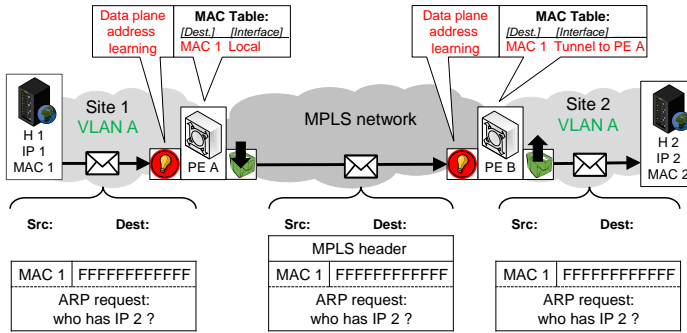 Data plane
address
learning
MAC Table:
[Dest.] [Interface]
MAC 1 Local
Data plane
address
learning
MAC Table:
[Dest.] [Interface]
MAC 1 Tunnel to PE A
Site 1
VLAN A
MPLS network
Site 2
VLAN A
H 1
IP 1
MAC 1
PE A
PE B
H 2
IP 2
MAC 2
Src: Dest:
Src: Dest:
Src: Dest:
MPLS header
MAC 1 FFFFFFFFFFFF
MAC 1 FFFFFFFFFFFF
MAC 1 FFFFFFFFFFFF
ARP request:
who has IP 2 ?
ARP request:
who has IP 2 ?
ARP request:
who has IP 2 ?